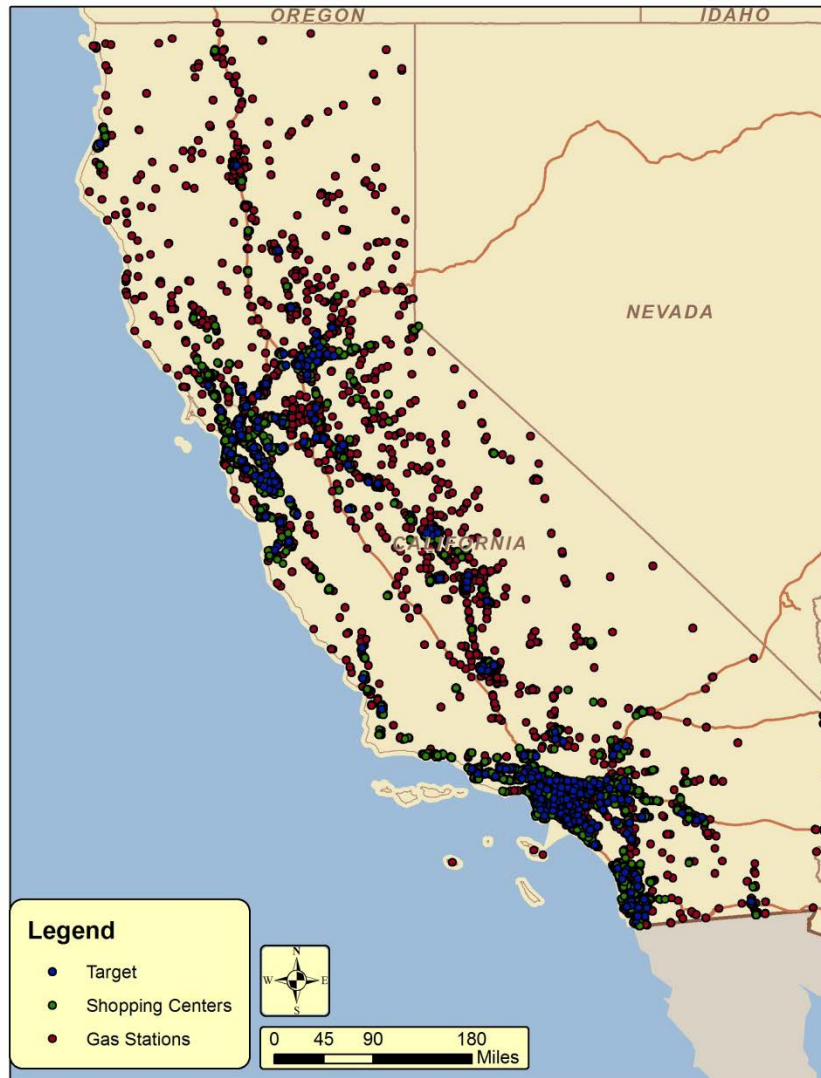 OREGON
IDAHO
NEVADA
CALIFORNIA
Legend
Target
Shopping Centers
Gas Stations
N
W E
S
0 45 90 180
Miles